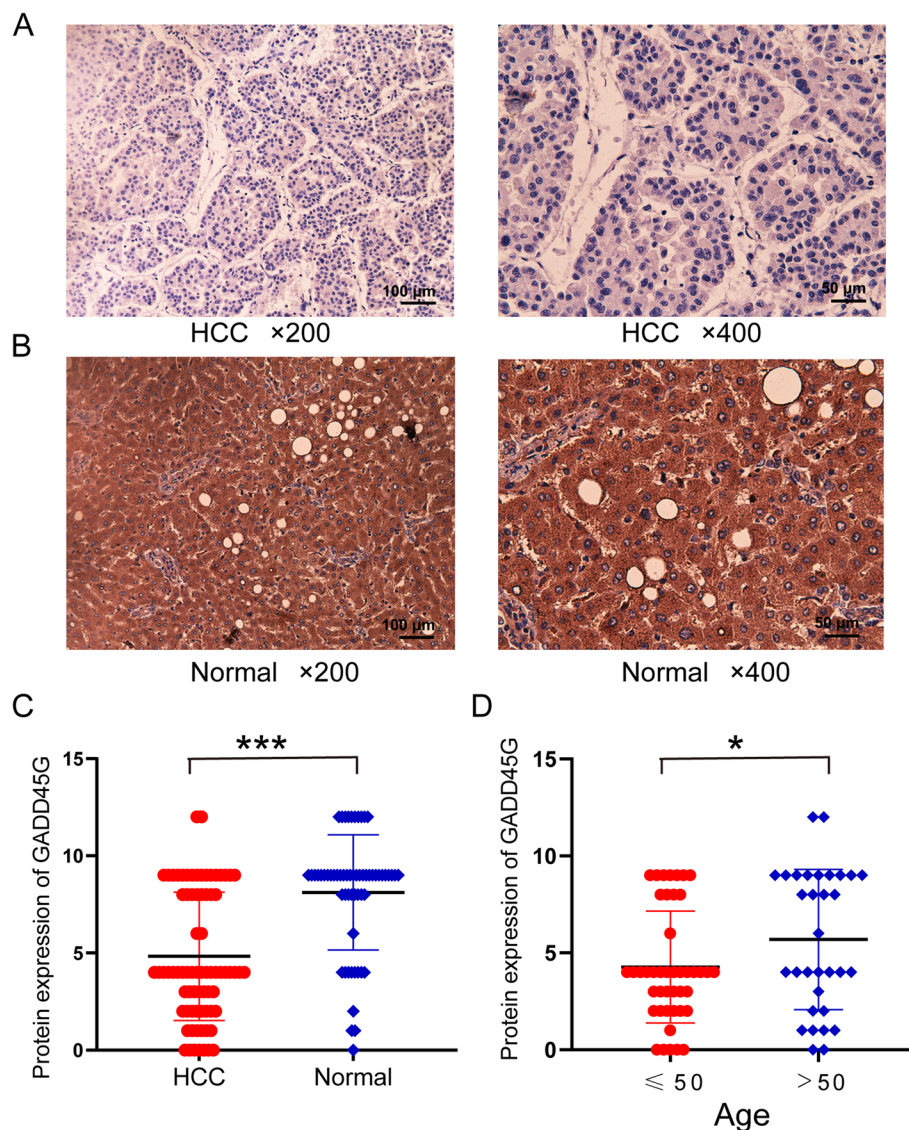 A
100 µm
50 µm
HCC ×200
HCC ×400
B
100 µm
50 µm
Normal ×200
Normal ×400
C
***
Protein expression of GADD45G
15
10
5
0
HCC
Normal
D
*
Protein expression of GADD45G
15
10
5
0
≤ 50
>50
Age